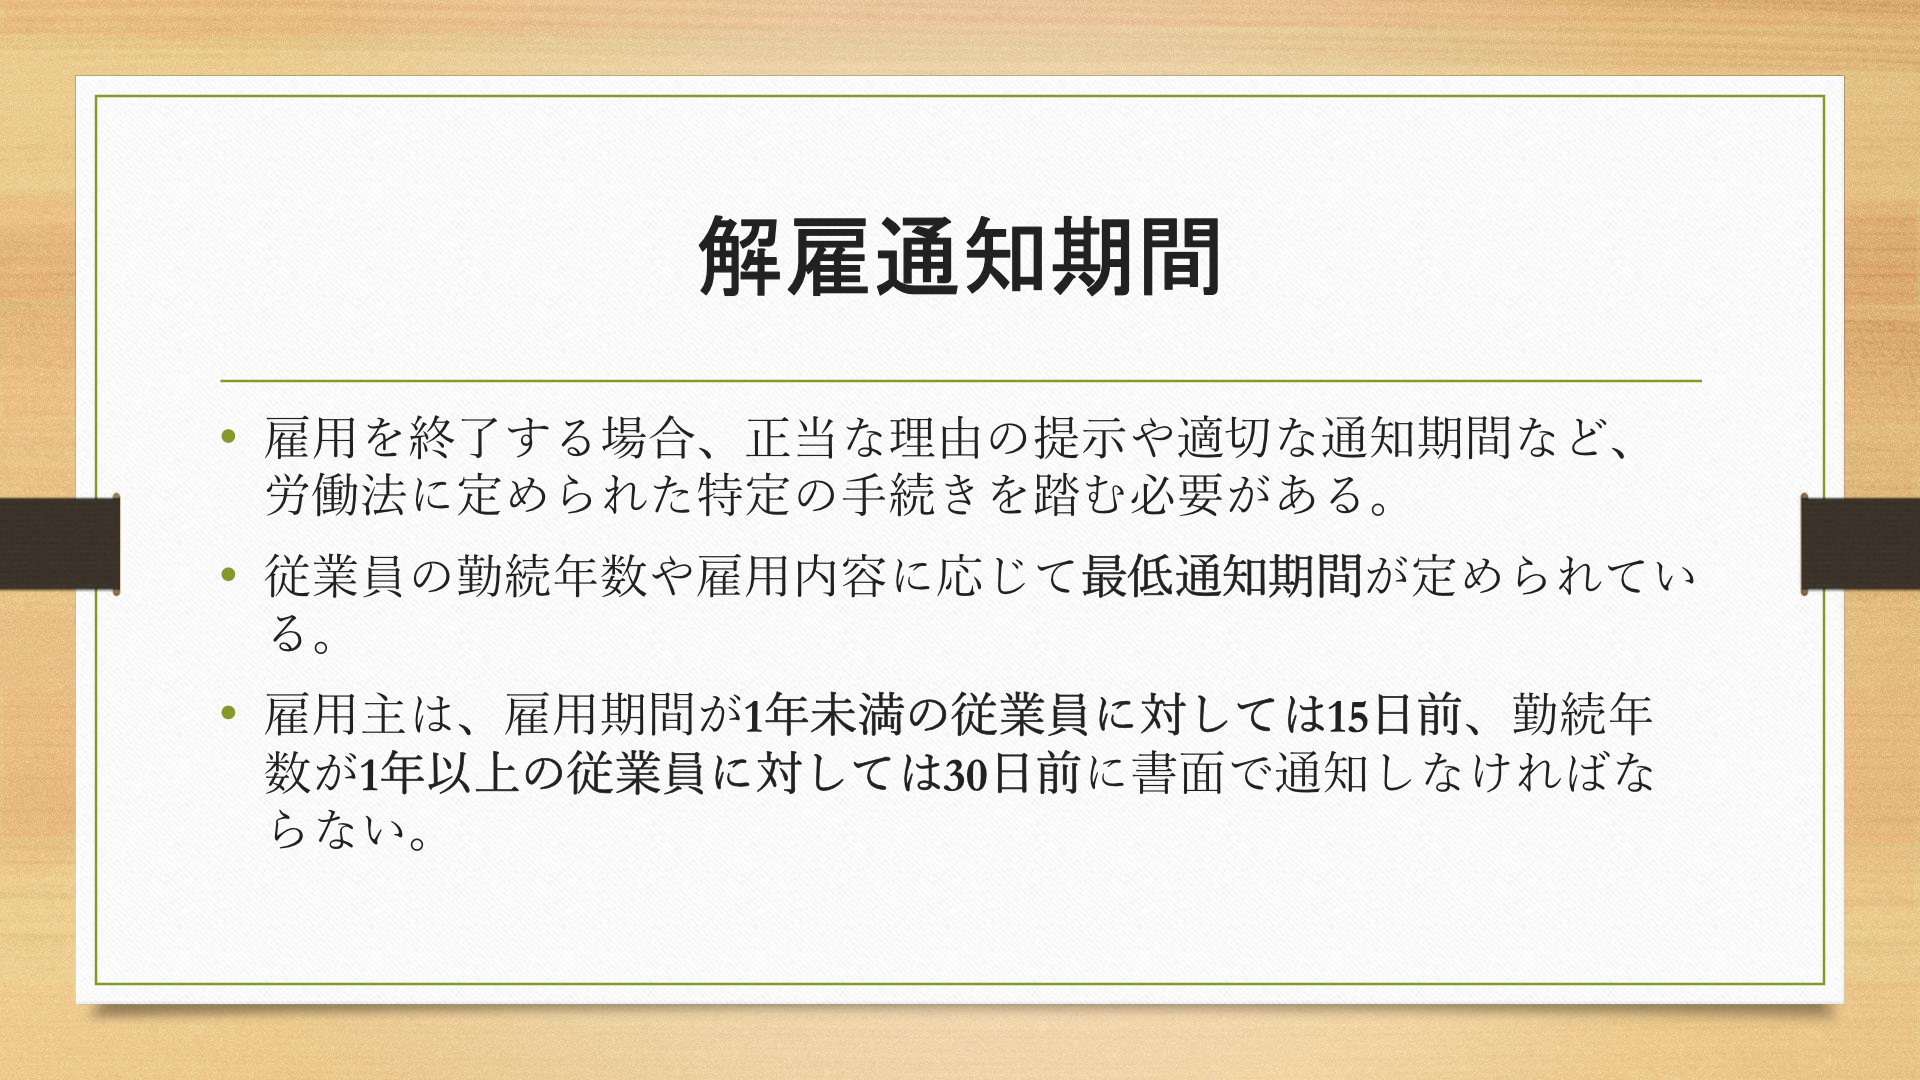 解雇通知期間
• 雇用を終了する場合、正当な理由の提示や適切な通知期間など、
労働法に定められた特定の手続きを踏む必要がある。
• 従業員の勤続年数や雇用内容に応じて最低通知期間が定められてい
る。
• 雇用主は、雇用期間が1年未満の従業員に対しては15日前、勤続年
数が1年以上の従業員に対しては30日前に書面で通知しなければな
らない。